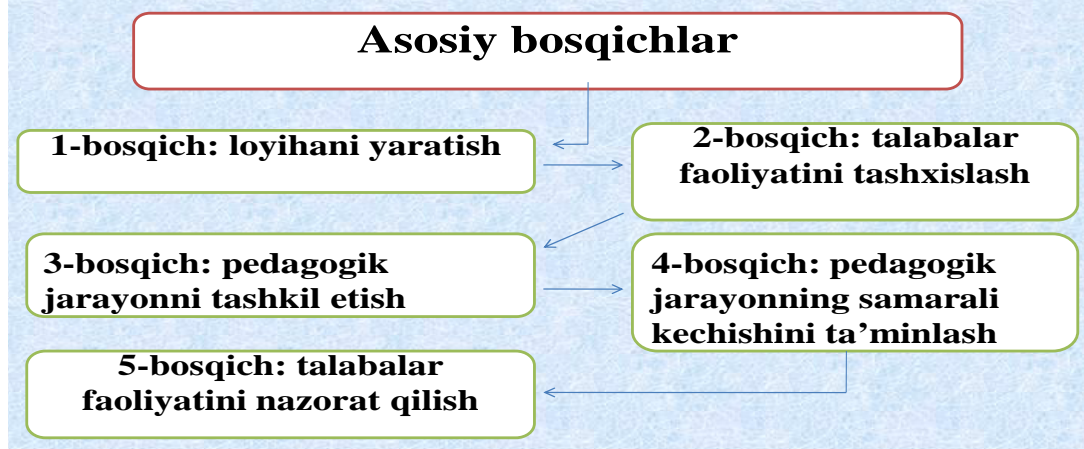 Asosiy bosqichlar
1-bosqich: loyihani yaratish
2-bosqich: talabalar
faoliyatini tashxislash
3-bosqich: pedagogik
jarayonni tashkil etish
4-bosqich: pedagogik
jarayonning samarali
kechishini ta’minlash
5-bosqich: talabalar
faoliyatini nazorat qilish